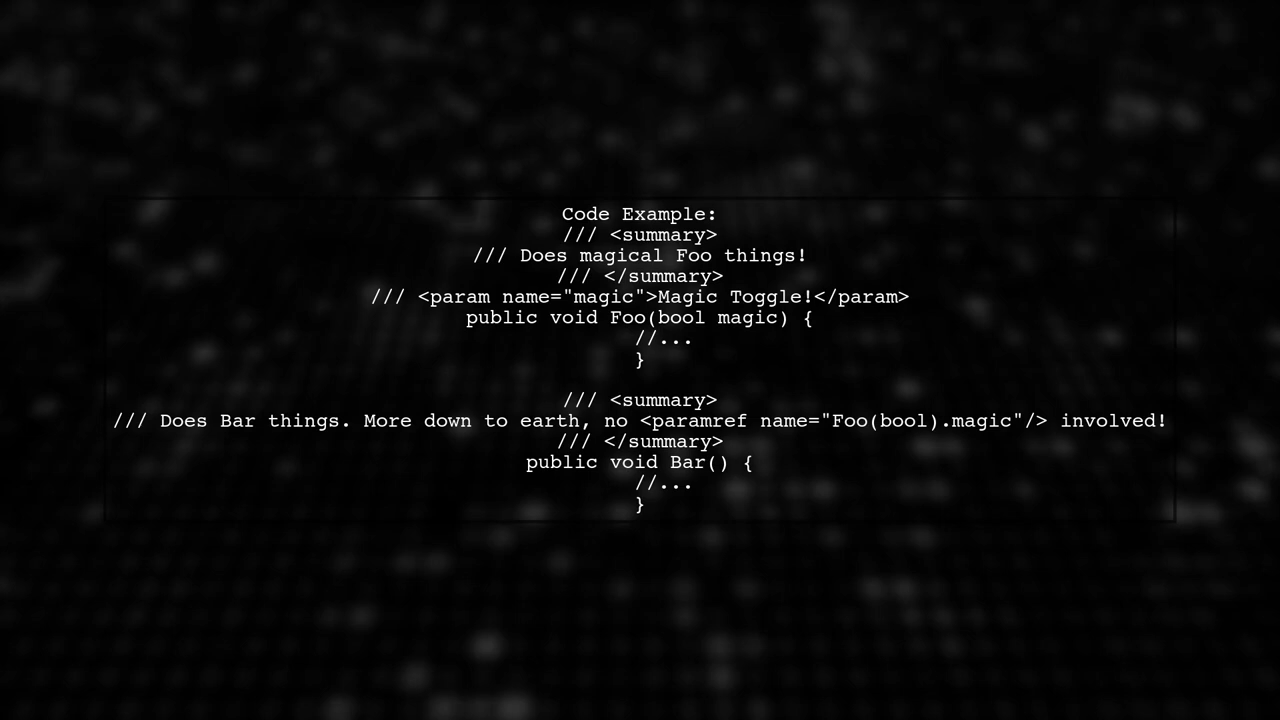 Code Example:
/// <summary>
/// Does magical Foo things!
/// </summary>
/// <param name="magic">Magic Toggle!</param>
public void Foo(bool magic) {
//...
}
/// <summary>
/// Does Bar things. More down to earth, no <paramref name="Foo(bool).magic"/> involved!
/// </summary>
public void Bar() {
//...
}